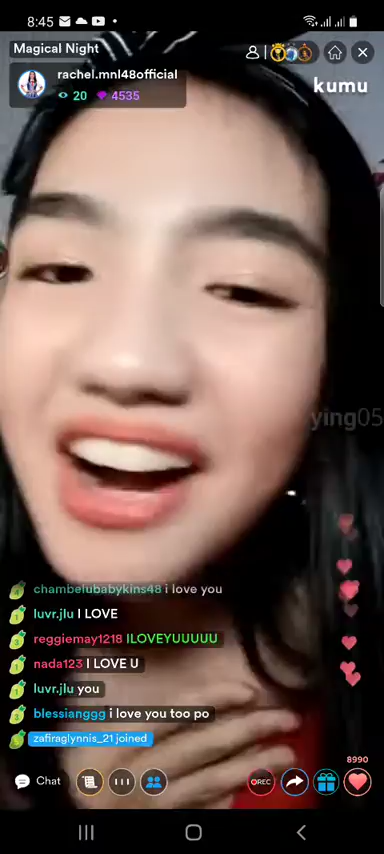 8:45
Magical Night
rachel.mnl48official
20 4535
kumu
ying05
chambelubabykins48 i love you
luvr.jlu I LOVE
reggiemay1218 ILOVEYUUUUU
nada123 I LOVE U
luvr.jlu you
blessianggg i love you too po
zafiraglynnis_21 joined
8990
Chat
REC